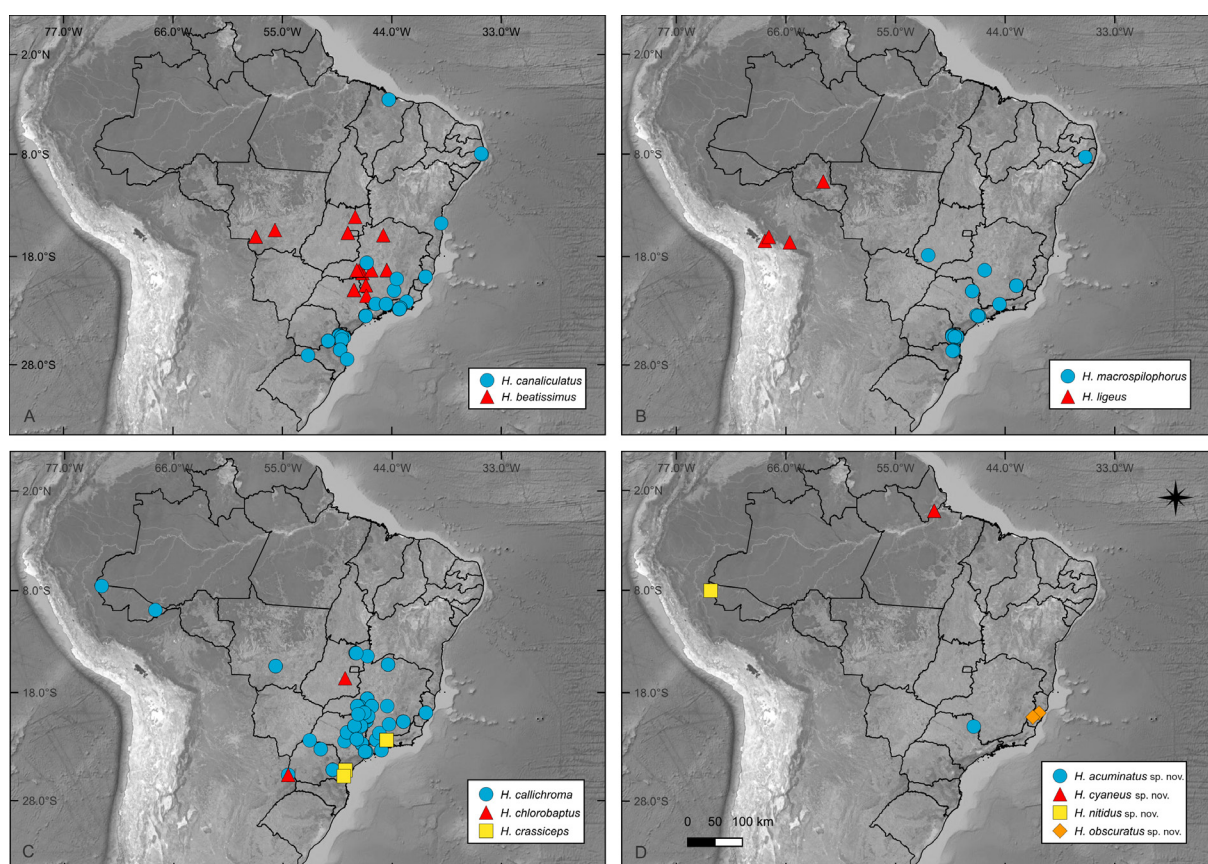 77.0°W 66.0°W 55.0°W 44.0°W 33.0°W
2.0°N
8.0°S
18.0°S
28.0°S
H. canaliculatus
H. beatissimus
A
77.0°W 66.0°W 55.0°W 44.0°W 33.0°W
2.0°N
8.0°S
18.0°S
28.0°S
H. macrospilophorus
H. ligeus
B
77.0°W 66.0°W 55.0°W 44.0°W 33.0°W
2.0°N
8.0°S
18.0°S
28.0°S
H. callichroma
H. chlorobaptus
H. crassiceps
C
77.0°W 66.0°W 55.0°W 44.0°W 33.0°W
2.0°N
8.0°S
18.0°S
28.0°S
H. acuminatus sp. nov.
H. cyaneus sp. nov.
H. nitidus sp. nov.
H. obscuratus sp. nov.
0 50 100 km
D